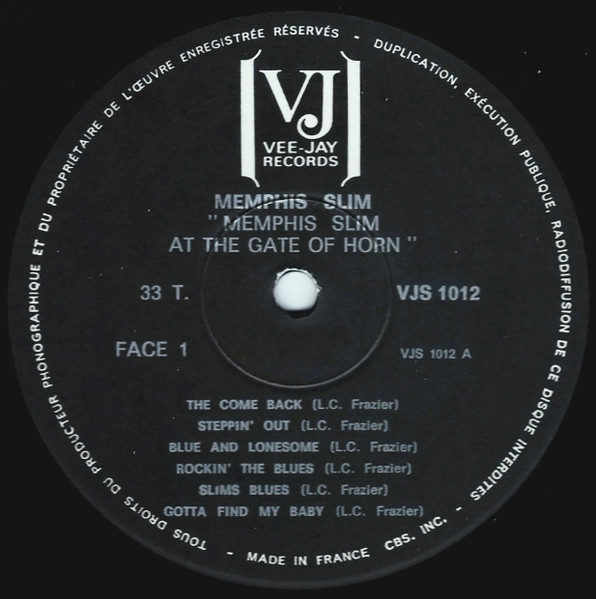 VJ
VEE-JAY
RECORDS
MEMPHIS SLIM
" MEMPHIS SLIM
AT THE GATE OF HORN "
33 T.
VJS 1012
FACE 1
VJS 1012 A
THE COME BACK (L.C. Frazier)
STEPPIN' OUT (L.C. Frazier)
BLUE AND LONESOME (L.C. Frazier)
ROCKIN' THE BLUES (L.C. Frazier)
SLIMS BLUES (L.C. Frazier)
GOTTA FIND MY BABY (L.C. Frazier)
TOUS DROITS DU PRODUCTEUR PHONOGRAPHIQUE ET DU PROPRIÉTAIRE DE L'ŒUVRE ENREGISTRÉE RÉSERVÉS - DUPLICATION, EXÉCUTION PUBLIQUE, RADIODIFFUSION DE CE DISQUE INTERDITES
- MADE IN FRANCE CBS. INC. -